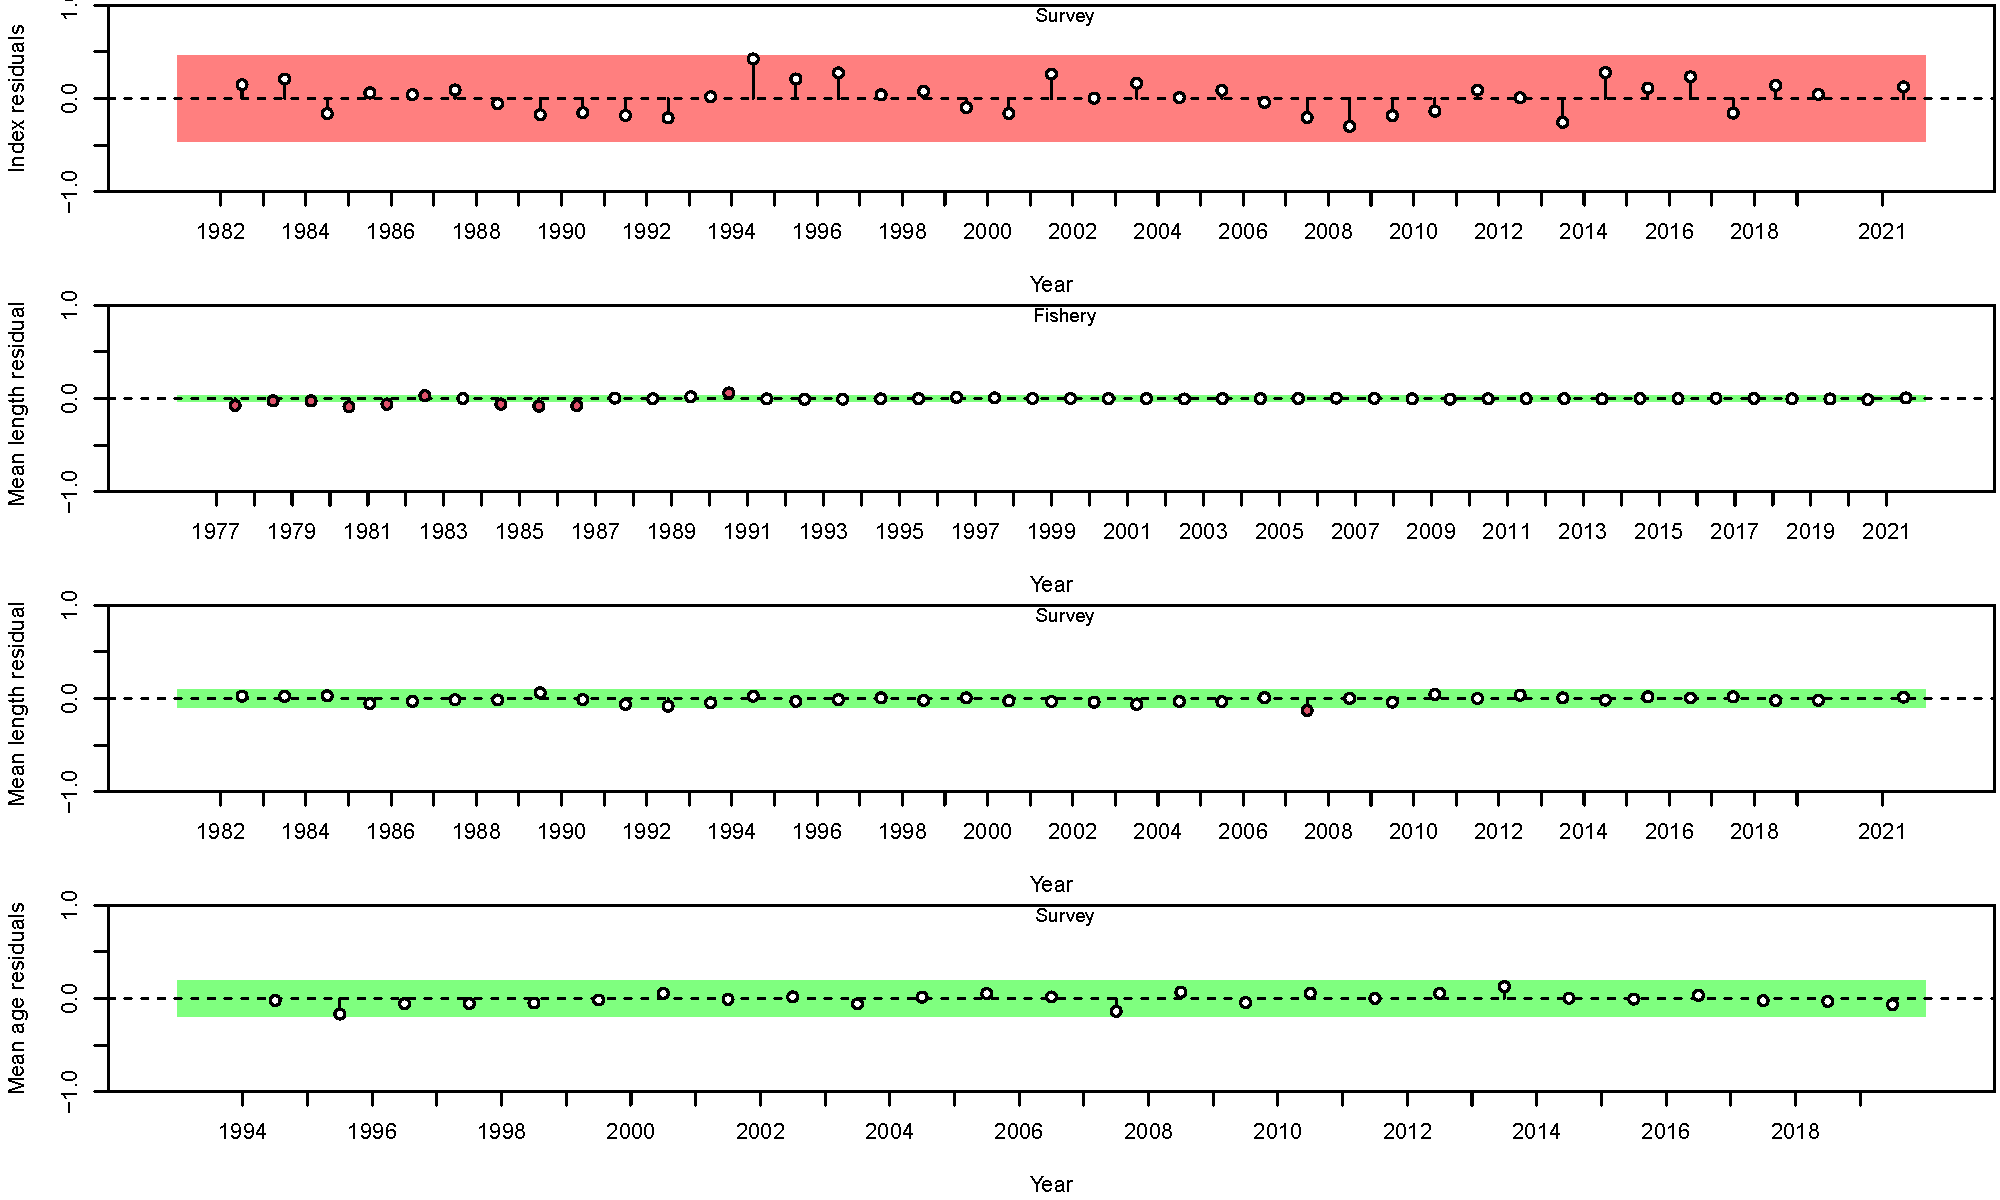 Survey
Index residuals
1.0
0.0
−1.0
1982 1984 1986 1988 1990 1992 1994 1996 1998 2000 2002 2004 2006 2008 2010 2012 2014 2016 2018 2021
Year
Fishery
Mean length residual
1.0
0.0
−1.0
1977 1979 1981 1983 1985 1987 1989 1991 1993 1995 1997 1999 2001 2003 2005 2007 2009 2011 2013 2015 2017 2019 2021
Year
Survey
Mean length residual
1.0
0.0
−1.0
1982 1984 1986 1988 1990 1992 1994 1996 1998 2000 2002 2004 2006 2008 2010 2012 2014 2016 2018 2021
Year
Survey
Mean age residuals
1.0
0.0
−1.0
1994 1996 1998 2000 2002 2004 2006 2008 2010 2012 2014 2016 2018
Year